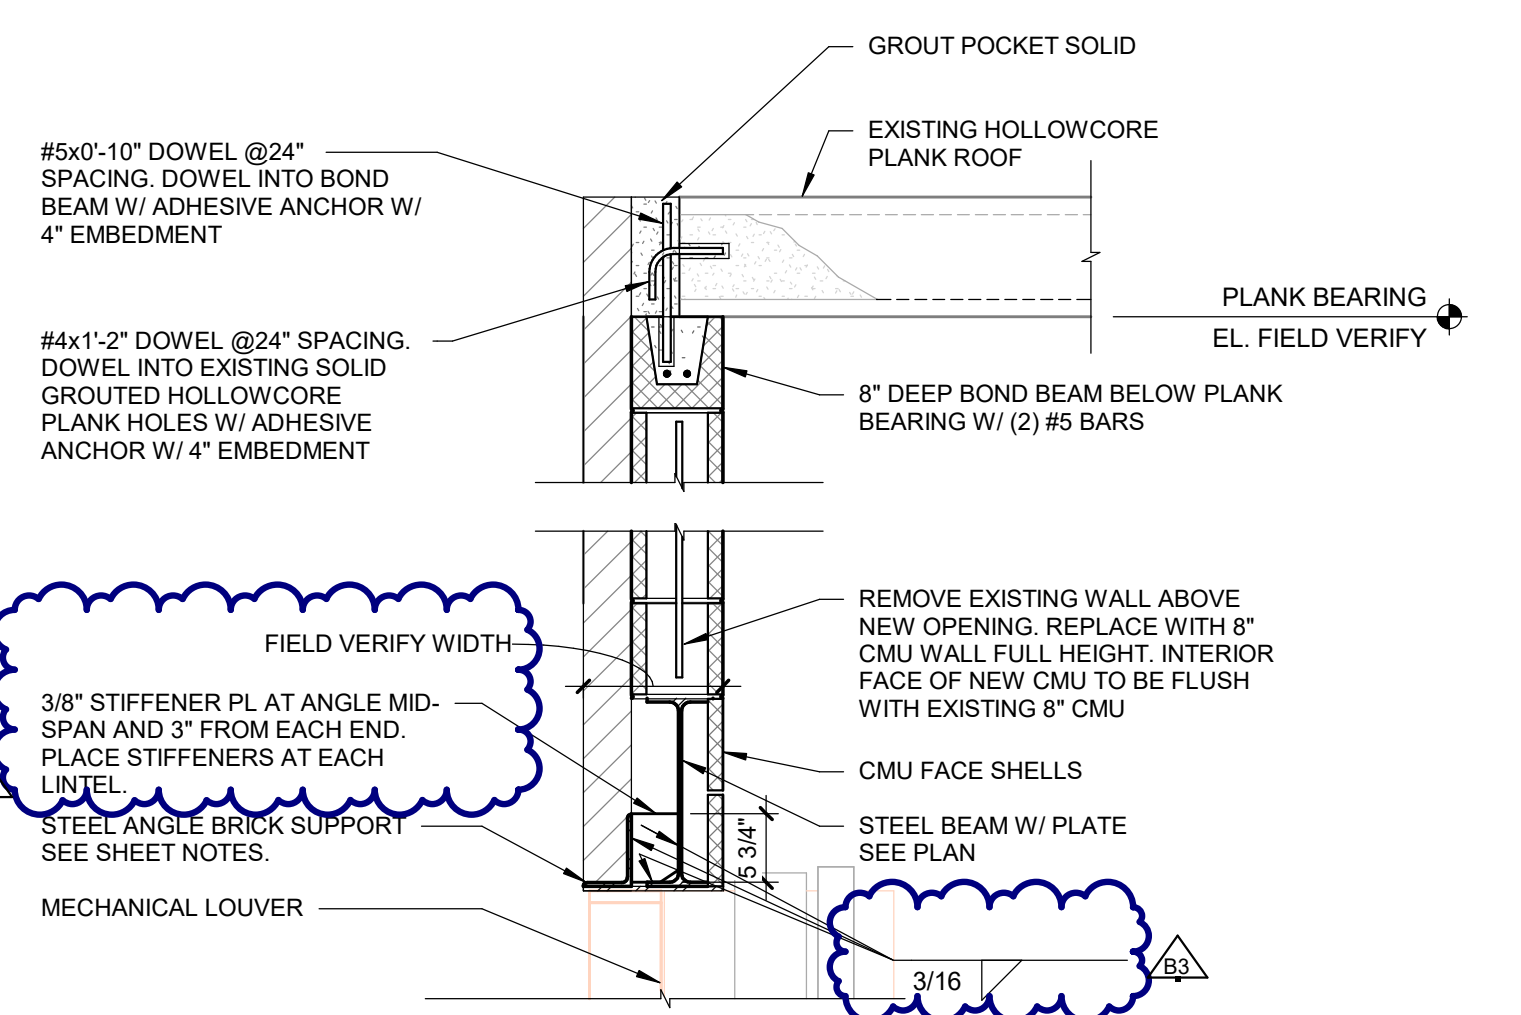 GROUT POCKET SOLID
EXISTING HOLLOWCORE
PLANK ROOF
#5x0'-10" DOWEL @24"
SPACING. DOWEL INTO BOND
BEAM W/ ADHESIVE ANCHOR W/
4" EMBEDMENT
PLANK BEARING
EL. FIELD VERIFY
#4x1'-2" DOWEL @24" SPACING.
DOWEL INTO EXISTING SOLID
GROUTED HOLLOWCORE
PLANK HOLES W/ ADHESIVE
ANCHOR W/ 4" EMBEDMENT
8" DEEP BOND BEAM BELOW PLANK
BEARING W/ (2) #5 BARS
FIELD VERIFY WIDTH
REMOVE EXISTING WALL ABOVE
NEW OPENING. REPLACE WITH 8"
CMU WALL FULL HEIGHT. INTERIOR
FACE OF NEW CMU TO BE FLUSH
WITH EXISTING 8" CMU
3/8" STIFFENER PL AT ANGLE MID-
SPAN AND 3" FROM EACH END.
PLACE STIFFENERS AT EACH
LINTEL.
CMU FACE SHELLS
STEEL ANGLE BRICK SUPPORT
SEE SHEET NOTES.
5 3/4"
STEEL BEAM W/ PLATE
SEE PLAN
MECHANICAL LOUVER
3/16
B3